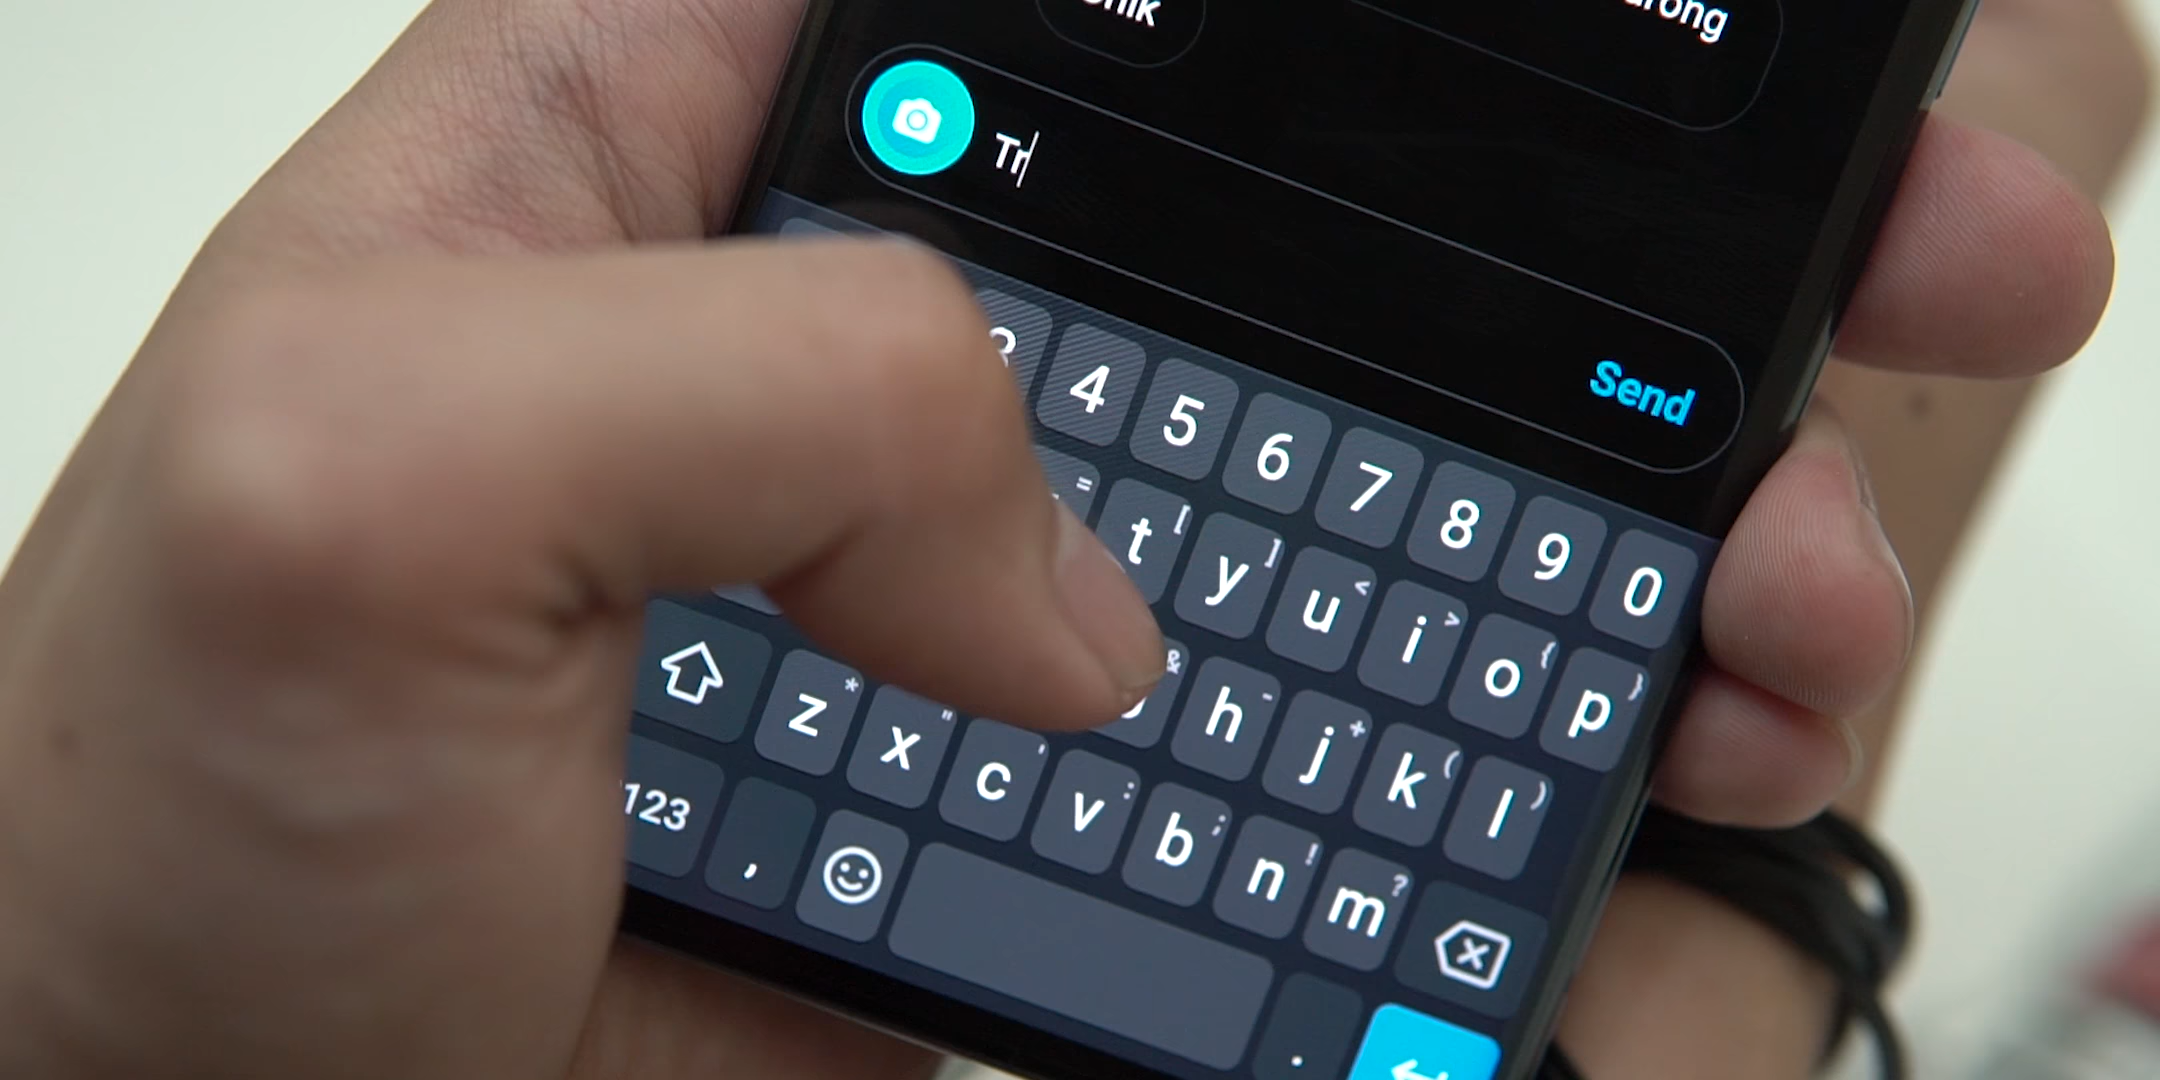 Tr
Send
4 5 6 7 8 9 0
= t [ y ] u < i > o { p }
& h - j + k ( l )
z * x " c ' v : b ; n ! m ?
123 , .